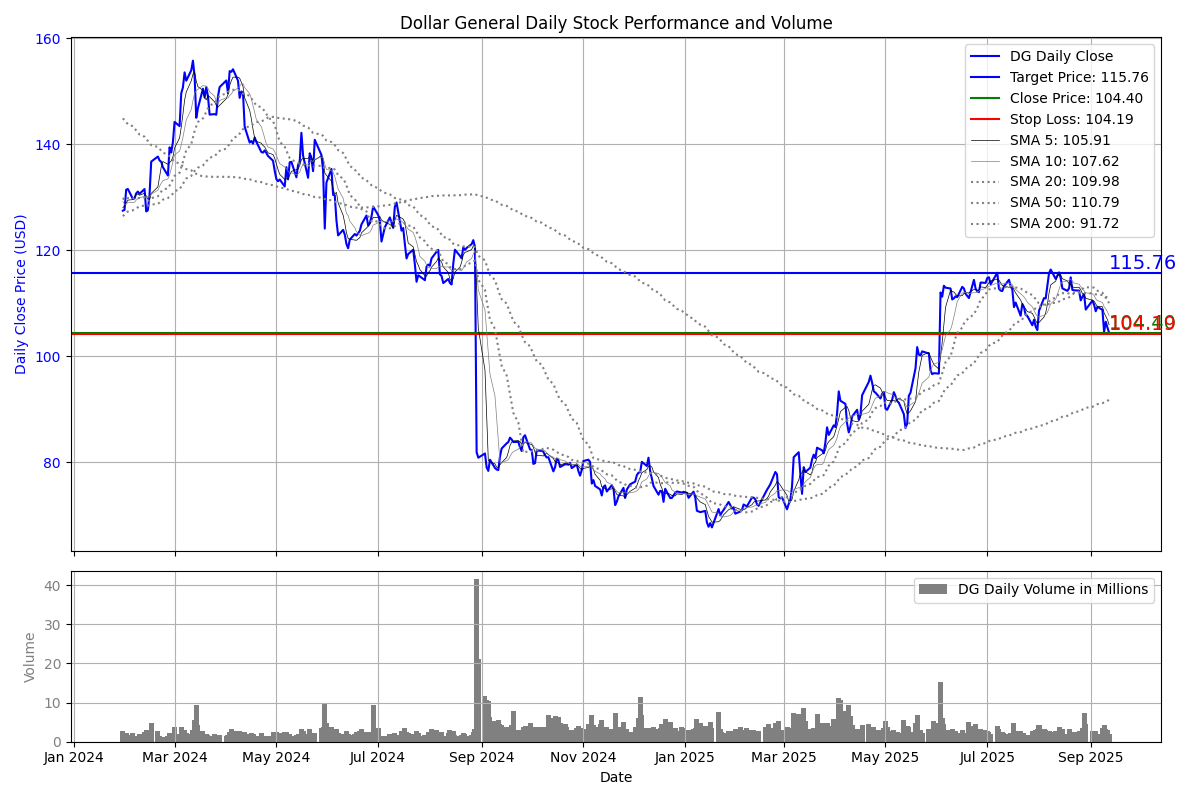 Dollar General Daily Stock Performance and Volume
160
140
120
100
80
Daily Close Price (USD)
DG Daily Close
Target Price: 115.76
Close Price: 104.40
Stop Loss: 104.19
SMA 5: 105.91
SMA 10: 107.62
SMA 20: 109.98
SMA 50: 110.79
SMA 200: 91.72
115.76
104.19
40
30
20
10
0
Volume
DG Daily Volume in Millions
Jan 2024 Mar 2024 May 2024 Jul 2024 Sep 2024 Nov 2024 Jan 2025 Mar 2025 May 2025 Jul 2025 Sep 2025
Date